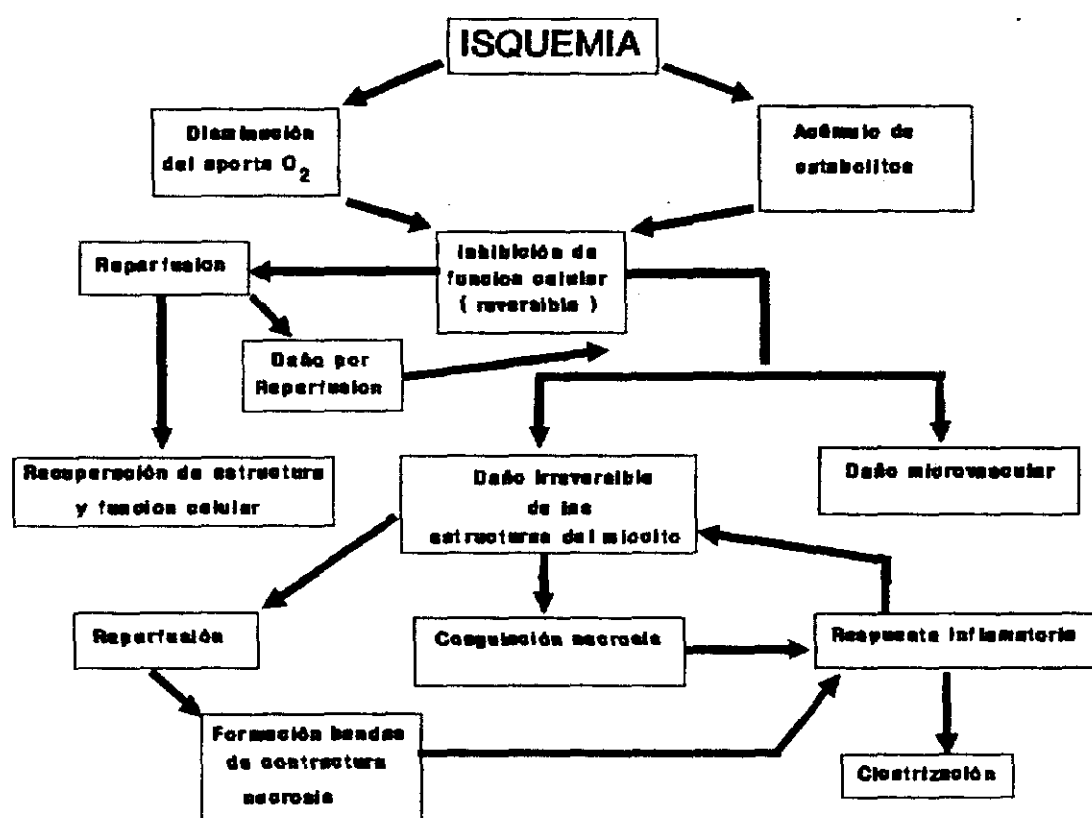 ISQUEMIA
Disminución
del aporte O2
Acúmulo de
Inhibición de
funcion celular
( reversible )
Reperfusion
Daño por
Reperfusion
Recuperación de estructura
y funcion celular
Daño irreversible
de las
estructuras del miocito
Daño microvascular
Reperfusión
Coagulación necrosis
Respuesta inflamatoria
Formación bandas
de contractura
necrosis
Cicatrización